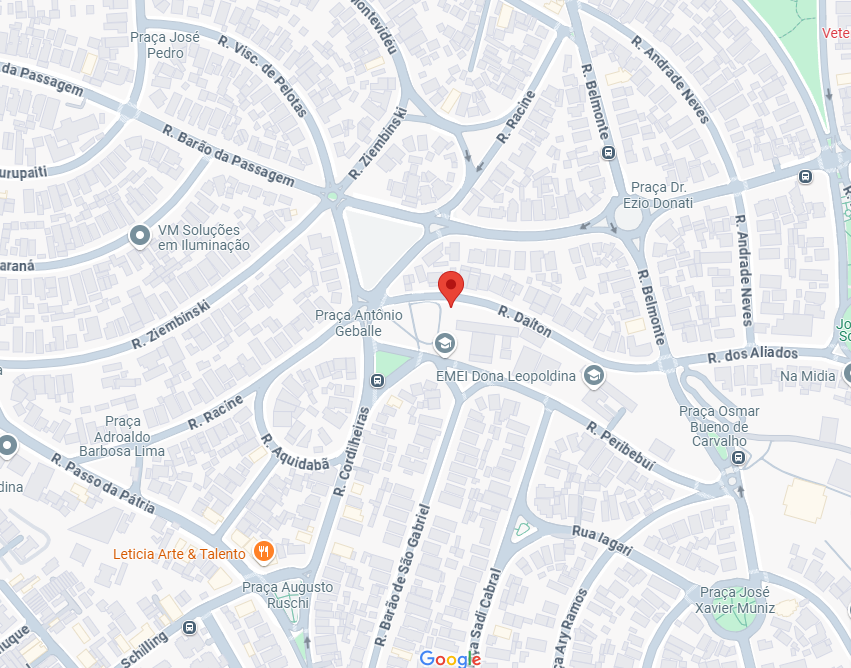 Montevidéu
Praça José
Pedro
R. Visc. de Pelotas
Vete
R. Andrade Neves
da Passagem
R. Belmonte
R. Racine
R. Barão da Passagem
R. Ziembinski
urupaiti
Praça Dr.
Ezio Donati
R.
VM Soluções
em Iluminação
R. Andrade Neves
araná
R. Belmonte
R. Ziembinski
Praça Antônio
Geballe
R. Daíton
Jo
So
R. dos Aliados
EMEI Dona Leopoldina
Na Midia
a
R. Racine
Praça
Adroaldo
Barbosa Lima
Praça Osmar
Bueno de
Carvalho
R. Aquidabã
R. Cordilheiras
R. Peribebuí
R. Passo da Pátria
dina
Rua Iagari
R. Barão de São Gabriel
Leticia Arte & Talento
Praça Augusto
Ruschi
ça Sadi Cabral
ça Ary Ramos
Praça José
Xavier Muniz
uque
Schilling
Google